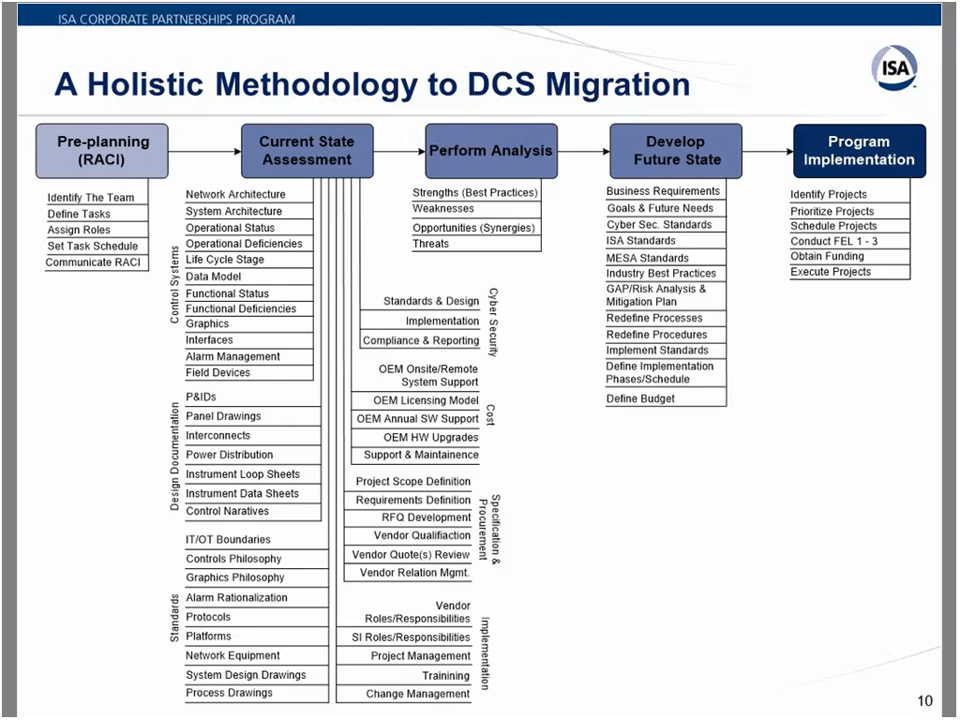 ISA CORPORATE PARTNERSHIPS PROGRAM
ISA
A Holistic Methodology to DCS Migration
Pre-planning
(RACI)
Identify The Team
Define Tasks
Assign Roles
Set Task Schedule
Communicate RACI
Current State
Assessment
Control Systems
Network Architecture
System Architecture
Operational Status
Operational Deficiencies
Life Cycle Stage
Data Model
Functional Status
Functional Deficiencies
Graphics
Interfaces
Alarm Management
Field Devices
Design Documentation
P&IDs
Panel Drawings
Interconnects
Power Distribution
Instrument Loop Sheets
Instrument Data Sheets
Control Naratives
Standards
IT/OT Boundaries
Controls Philosophy
Graphics Philosophy
Alarm Rationalization
Protocols
Platforms
Network Equipment
System Design Drawings
Process Drawings
Cyber Security
Standards & Design
Implementation
Compliance & Reporting
Cost
OEM Onsite/Remote
System Support
OEM Licensing Model
OEM Annual SW Support
OEM HW Upgrades
Support & Maintainence
Specification &
Procurement
Project Scope Definition
Requirements Definition
RFQ Development
Vendor Qualifiaction
Vendor Quote(s) Review
Vendor Relation Mgmt.
Implementation
Vendor
Roles/Responsibilities
SI Roles/Responsibilities
Project Management
Trainining
Change Management
Perform Analysis
Strengths (Best Practices)
Weaknesses
Opportunities (Synergies)
Threats
Develop
Future State
Business Requirements
Goals & Future Needs
Cyber Sec. Standards
ISA Standards
MESA Standards
Industry Best Practices
GAP/Risk Analysis &
Mitigation Plan
Redefine Processes
Redefine Procedures
Implement Standards
Define Implementation
Phases/Schedule
Define Budget
Program
Implementation
Identify Projects
Prioritize Projects
Schedule Projects
Conduct FEL 1 - 3
Obtain Funding
Execute Projects
10